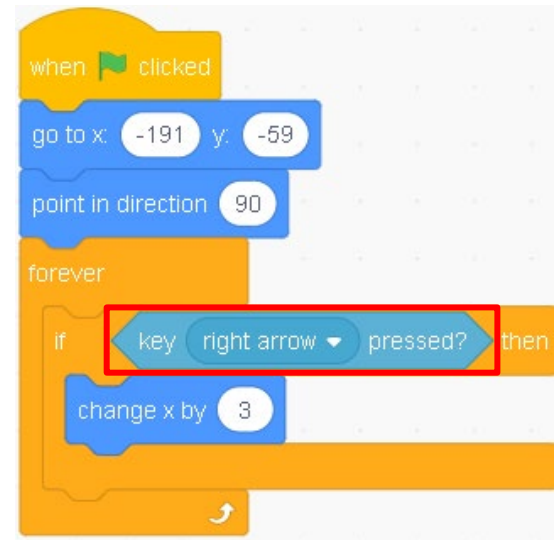 when clicked
go to x: -191 y: -59
point in direction 90
forever
if key right arrow pressed? then
change x by 3